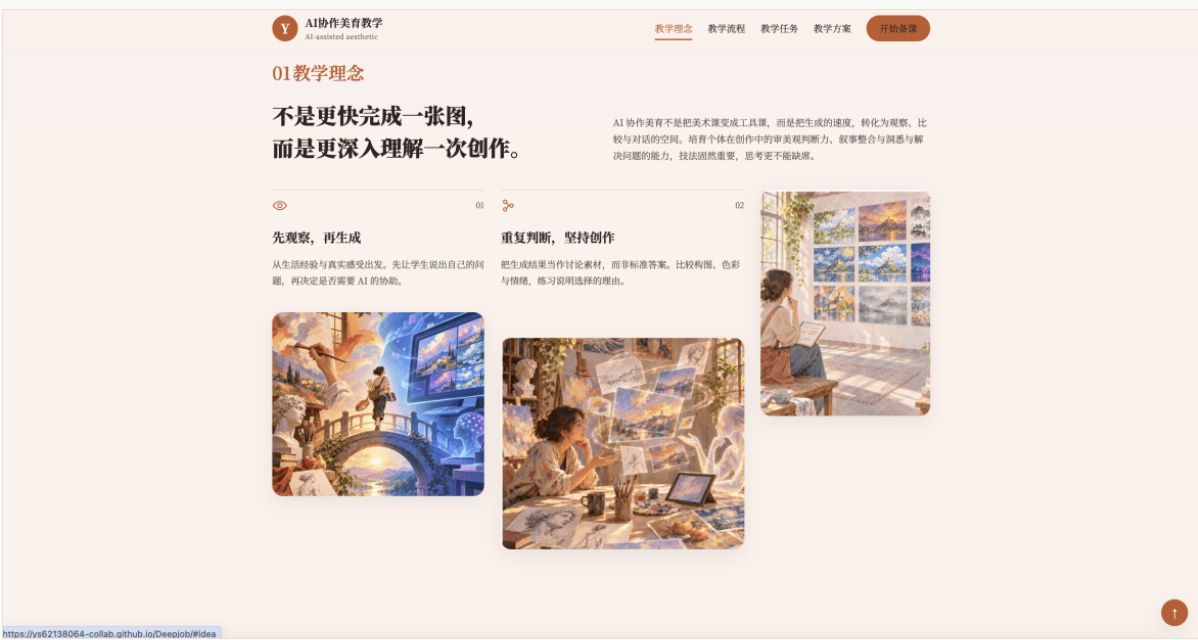 Y
AI协作美育教学
AI-assisted aesthetic
教学理念
教学流程
教学任务
教学方案
开始备课
01教学理念
不是更快完成一张图，
而是更深入理解一次创作。
AI 协作美育不是把美术课变成工具课，而是把生成的速度，转化为观察、比
较与对话的空间。培育个体在创作中的审美观判断力、叙事整合与洞悉与解
决问题的能力，技法固然重要，思考更不能缺席。
01
先观察，再生成
从生活经验与真实感受出发。先让学生说出自己的问
题，再决定是否需要 AI 的协助。
02
重复判断，坚持创作
把生成结果当作讨论素材，而非标准答案。比较构图、色彩
与情绪，练习说明选择的理由。
↑
https://ys62138064-collab.github.io/Deepjob/#idea